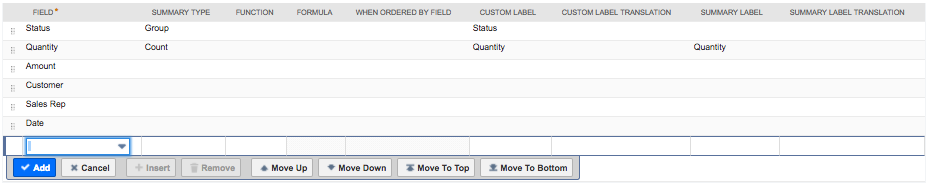 FIELD* SUMMARY TYPE FUNCTION FORMULA WHEN ORDERED BY FIELD CUSTOM LABEL CUSTOM LABEL TRANSLATION SUMMARY LABEL SUMMARY LABEL TRANSLATION
Status Group Status
Quantity Count Quantity Quantity
Amount
Customer
Sales Rep
Date
Add Cancel Insert Remove Move Up Move Down Move To Top Move To Bottom